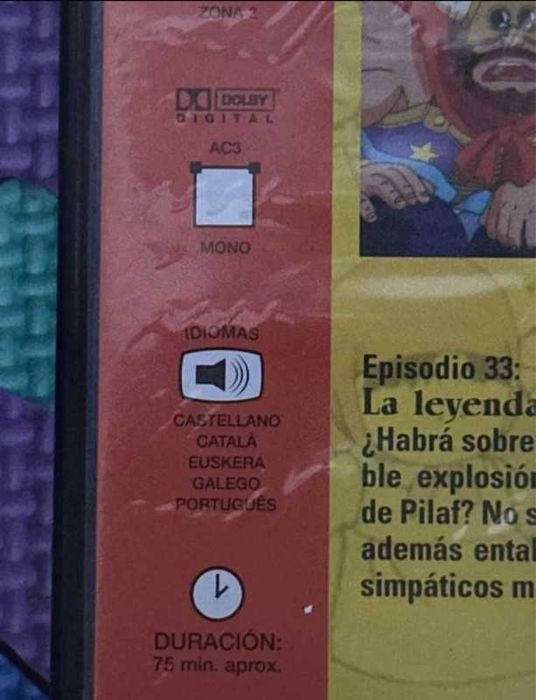 ZONA 2
DOLBY
DIGITAL
AC3
MONO
IDIOMAS
CASTELLANO
CATALÀ
EUSKERA
GALEGO
PORTUGUÉS
DURACIÓN:
75 min. aprox.
Episodio 33:
La leyenda
¿Habrá sobre
ble explosión
de Pilaf? No s
además ental
simpáticos m